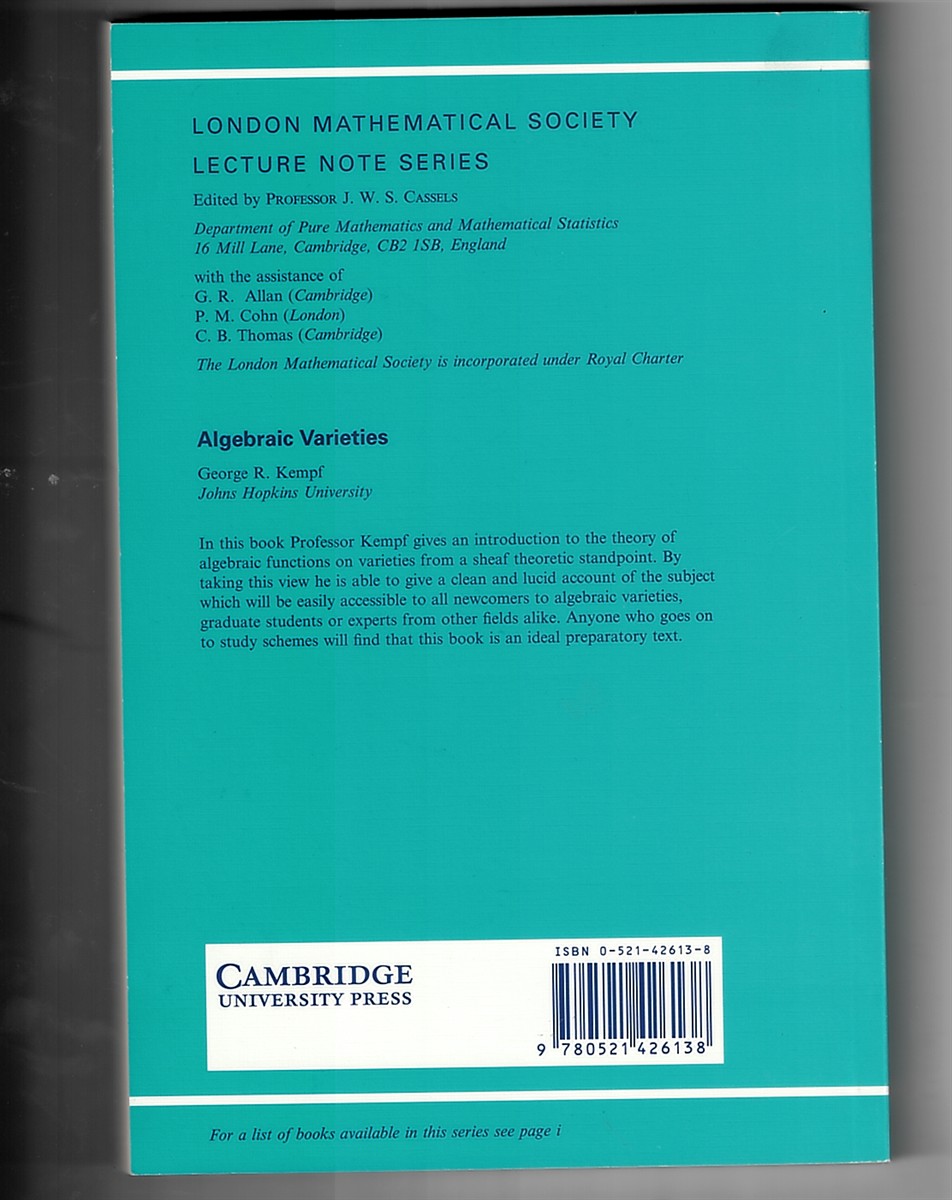 LONDON MATHEMATICAL SOCIETY
LECTURE NOTE SERIES
Edited by PROFESSOR J. W. S. CASSELS
Department of Pure Mathematics and Mathematical Statistics
16 Mill Lane, Cambridge, CB2 1SB, England
with the assistance of
G. R. Allan (Cambridge)
P. M. Cohn (London)
C. B. Thomas (Cambridge)
The London Mathematical Society is incorporated under Royal Charter
Algebraic Varieties
George R. Kempf
Johns Hopkins University
In this book Professor Kempf gives an introduction to the theory of
algebraic functions on varieties from a sheaf theoretic standpoint. By
taking this view he is able to give a clean and lucid account of the subject
which will be easily accessible to all newcomers to algebraic varieties,
graduate students or experts from other fields alike. Anyone who goes on
to study schemes will find that this book is an ideal preparatory text.
CAMBRIDGE
UNIVERSITY PRESS
ISBN 0-521-42613-8
9 780521 426138
For a list of books available in this series see page i